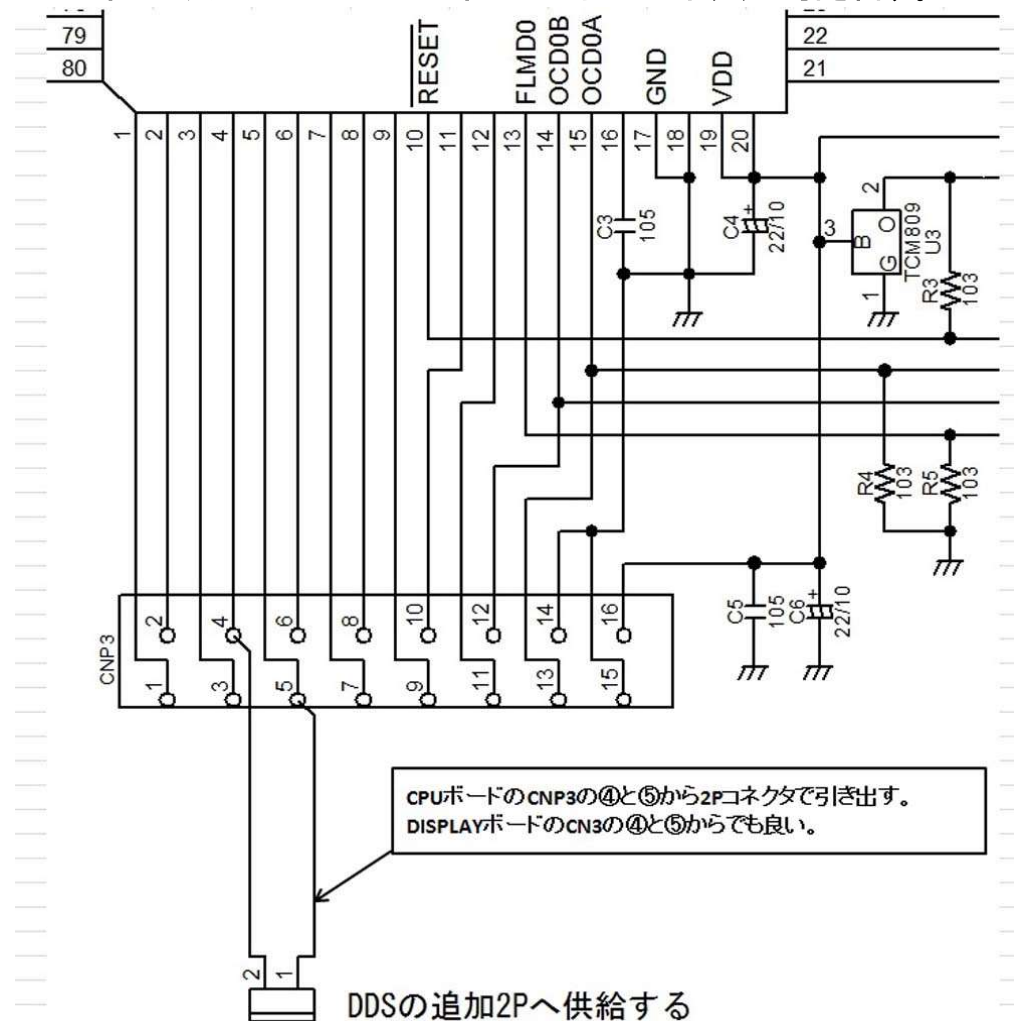 79
80
22
21
RESET
FLMD0
OCD0B
OCD0A
GND
VDD
1
2
3
4
5
6
7
8
9
10
11
12
13
14
15
16
17
18
19
20
C3
105
C4
+
22/10
2
3
1
B
O
G
TCM809
U3
R3
103
R4
103
R5
103
C5
105
C6
+
22/10
CNP3
2
4
6
8
10
12
14
16
1
3
5
7
9
11
13
15
CPUボードのCNP3の④と⑤から2Pコネクタで引き出す。
DISPLAYボードのCN3の④と⑤からでも良い。
2
1
DDSの追加2Pへ供給する